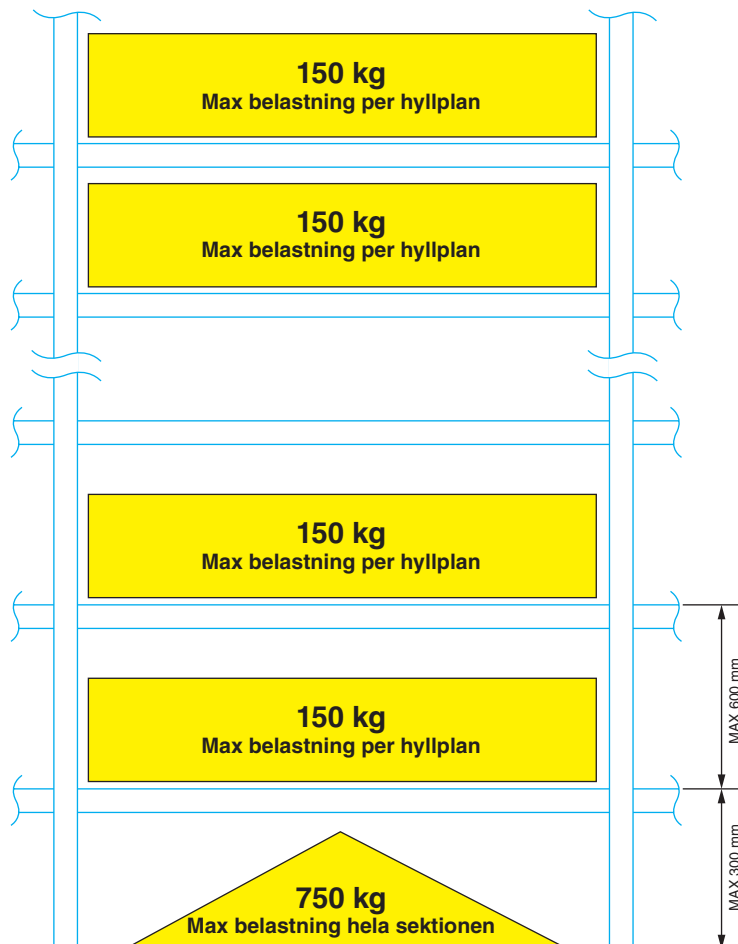 150 kg
Max belastning per hyllplan
150 kg
Max belastning per hyllplan
150 kg
Max belastning per hyllplan
150 kg
Max belastning per hyllplan
MAX 600 mm
MAX 300 mm
750 kg
Max belastning hela sektionen